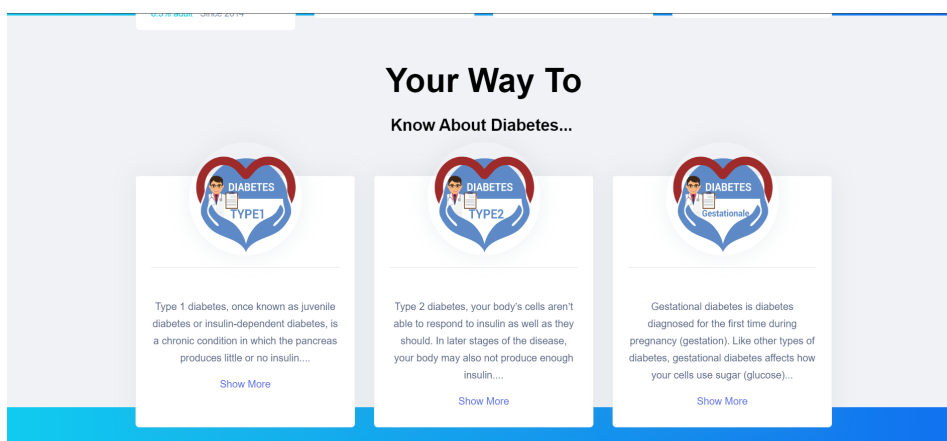 8.5% adult Since 2014
Your Way To
Know About Diabetes...
DIABETES
TYPE1
DIABETES
TYPE2
DIABETES
Gestationale
Type 1 diabetes, once known as juvenile
diabetes or insulin-dependent diabetes, is
a chronic condition in which the pancreas
produces little or no insulin....
Show More
Type 2 diabetes, your body's cells aren't
able to respond to insulin as well as they
should. In later stages of the disease,
your body may also not produce enough
insulin....
Show More
Gestational diabetes is diabetes
diagnosed for the first time during
pregnancy (gestation). Like other types of
diabetes, gestational diabetes affects how
your cells use sugar (glucose)...
Show More